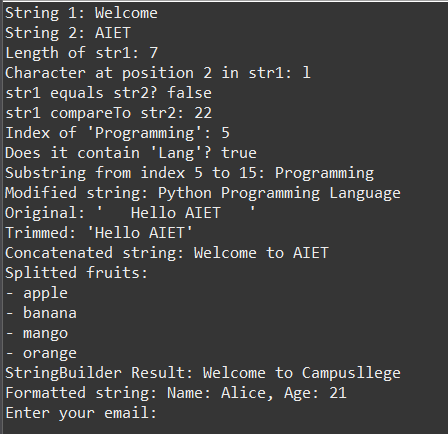 String 1: Welcome
String 2: AIET
Length of str1: 7
Character at position 2 in str1: l
str1 equals str2? false
str1 compareTo str2: 22
Index of 'Programming': 5
Does it contain 'Lang'? true
Substring from index 5 to 15: Programming
Modified string: Python Programming Language
Original: '   Hello AIET   '
Trimmed: 'Hello AIET'
Concatenated string: Welcome to AIET
Splitted fruits:
- apple
- banana
- mango
- orange
StringBuilder Result: Welcome to Campusllege
Formatted string: Name: Alice, Age: 21
Enter your email: